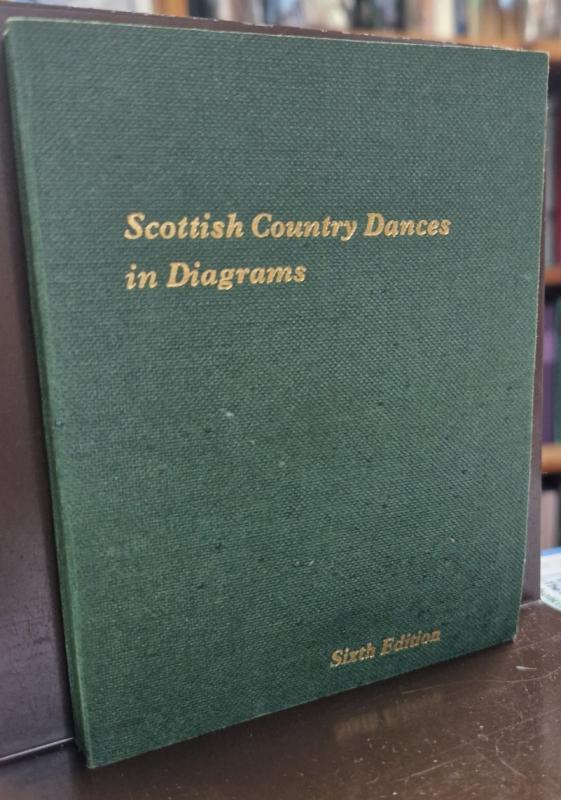 Scottish Country Dances
in Diagrams
Sixth Edition